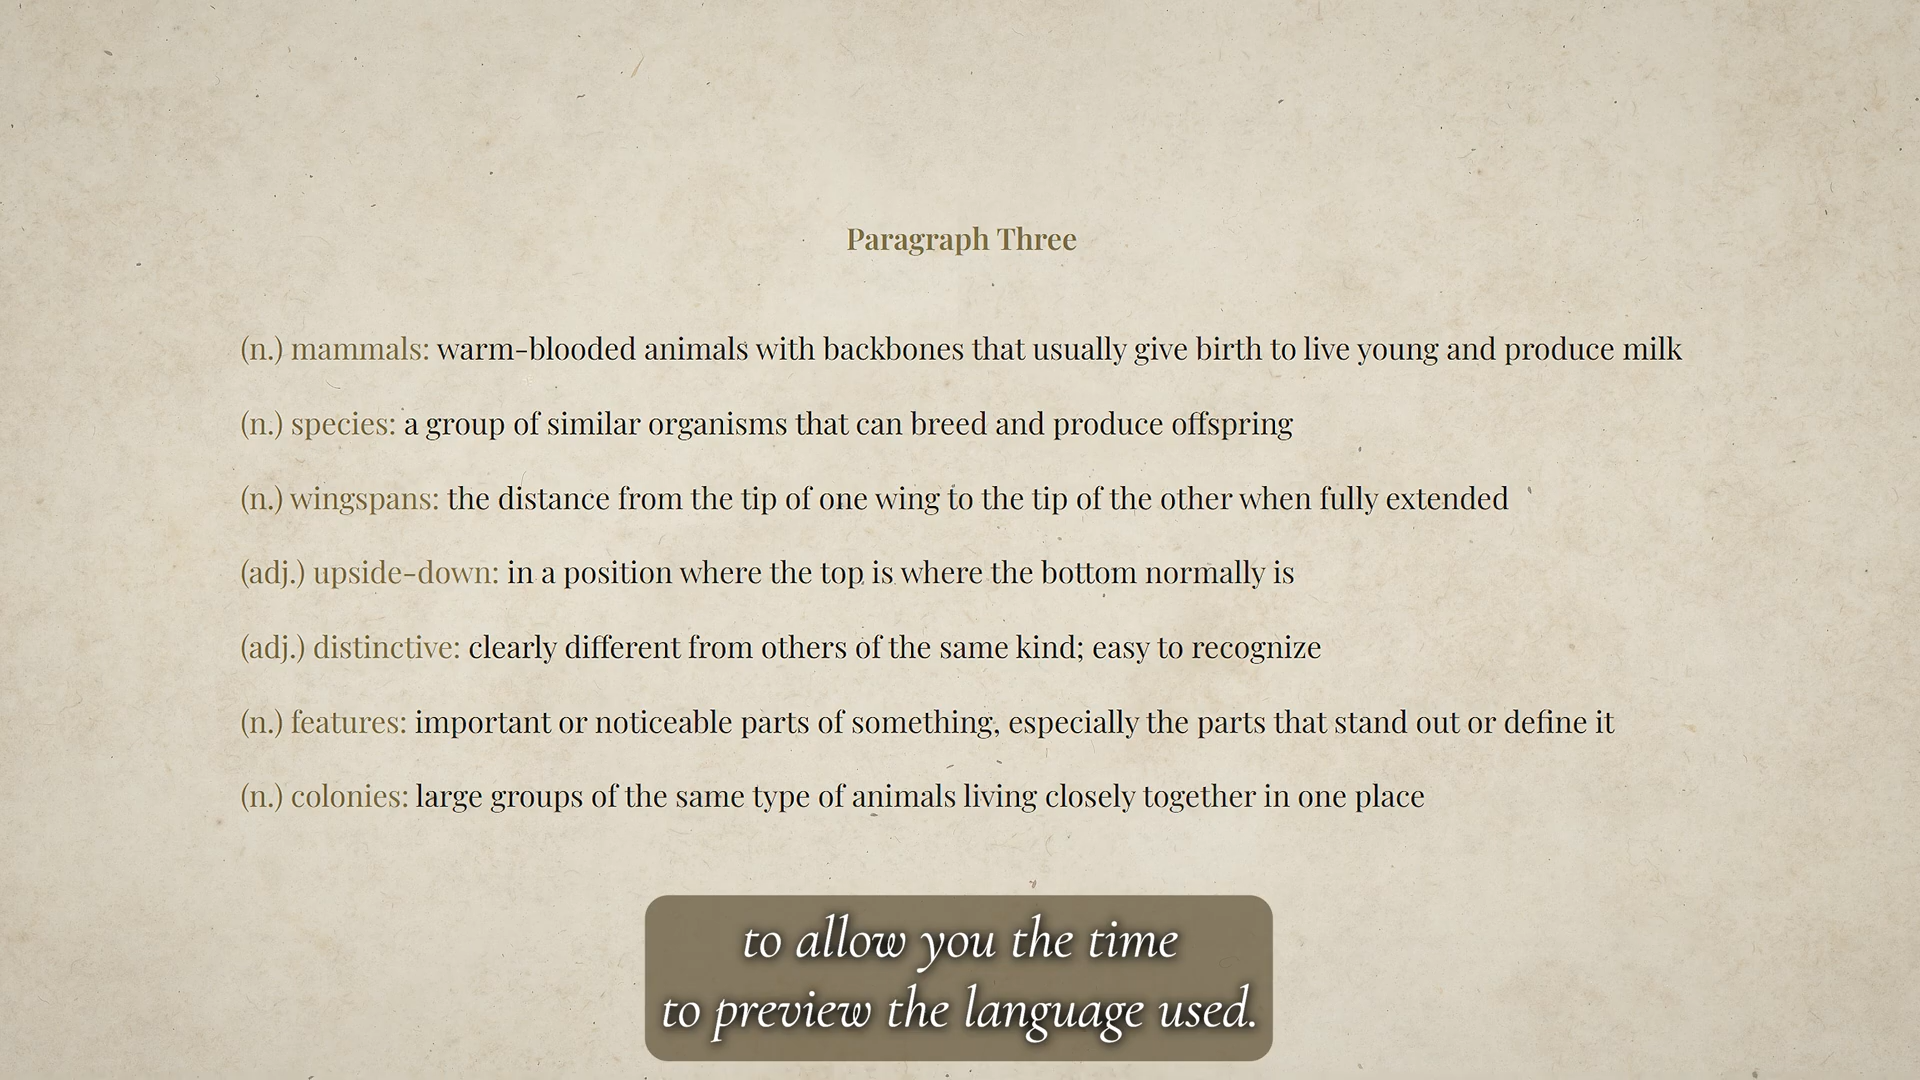 Paragraph Three
(n.) mammals: warm-blooded animals with backbones that usually give birth to live young and produce milk
(n.) species: a group of similar organisms that can breed and produce offspring
(n.) wingspans: the distance from the tip of one wing to the tip of the other when fully extended
(adj.) upside-down: in a position where the top is where the bottom normally is
(adj.) distinctive: clearly different from others of the same kind; easy to recognize
(n.) features: important or noticeable parts of something, especially the parts that stand out or define it
(n.) colonies: large groups of the same type of animals living closely together in one place
to allow you the time
to preview the language used.